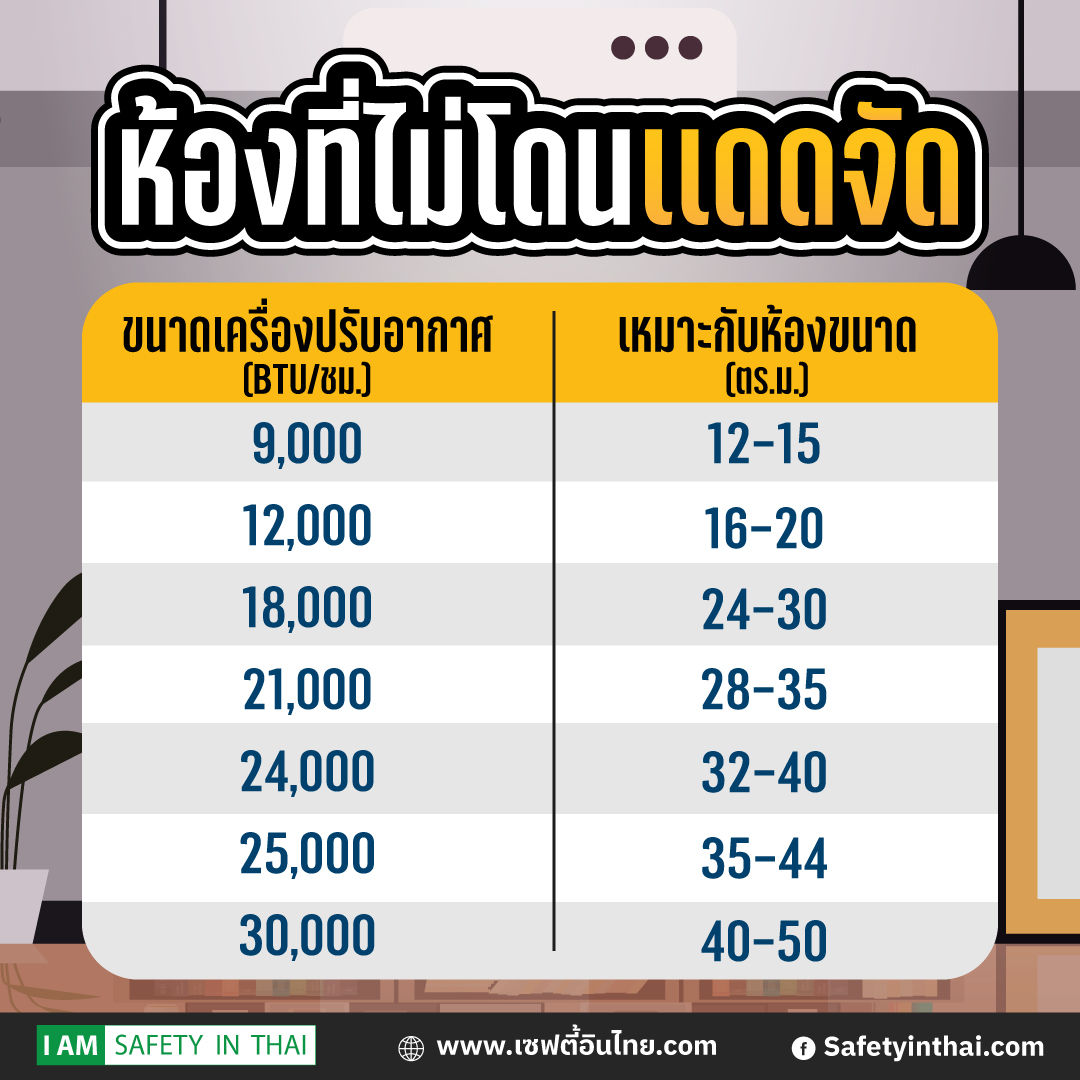 ห้องที่ไม่โดนแดดจัด
ขนาดเครื่องปรับอากาศ
(BTU/ชม.)
เหมาะกับห้องขนาด
(ตร.ม.)
9,000 12-15
12,000 16-20
18,000 24-30
21,000 28-35
24,000 32-40
25,000 35-44
30,000 40-50
I AM SAFETY IN THAI www.เซฟตี้อินไทย.com Safetyinthai.com